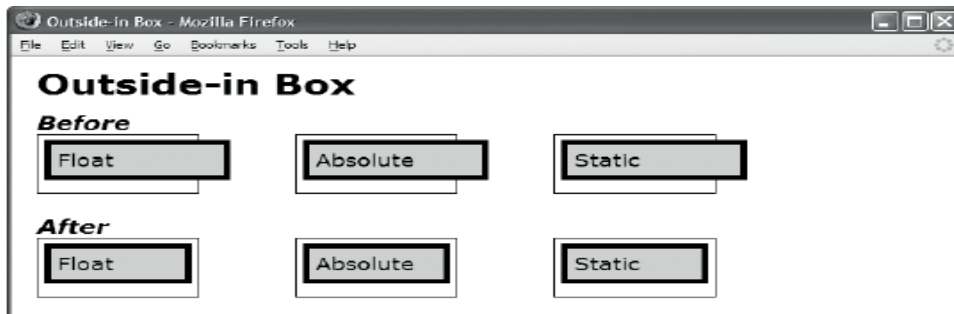 Outside-in Box - Mozilla Firefox
File Edit View Go Bookmarks Tools Help
Outside-in Box
Before
Float Absolute Static
After
Float Absolute Static